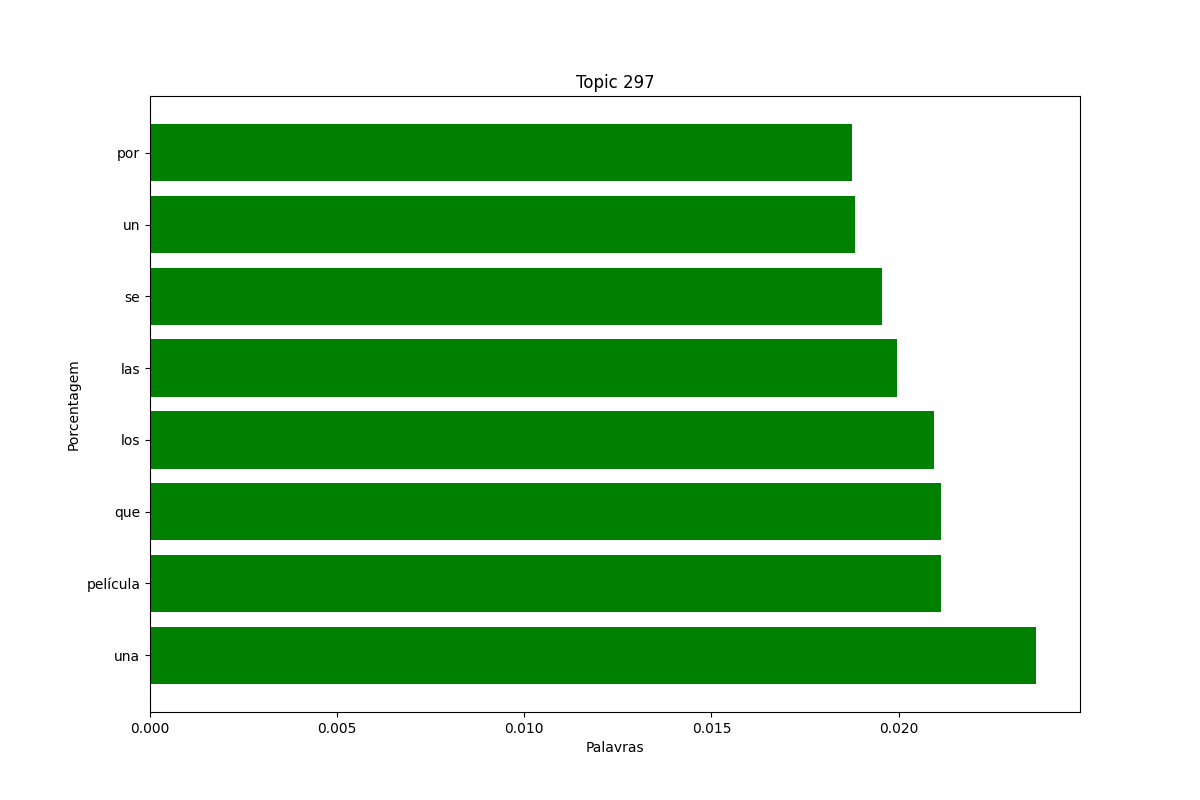 Topic 297
por
un
se
las
los
que
película
una
Porcentagem
0.000 0.005 0.010 0.015 0.020
Palavras